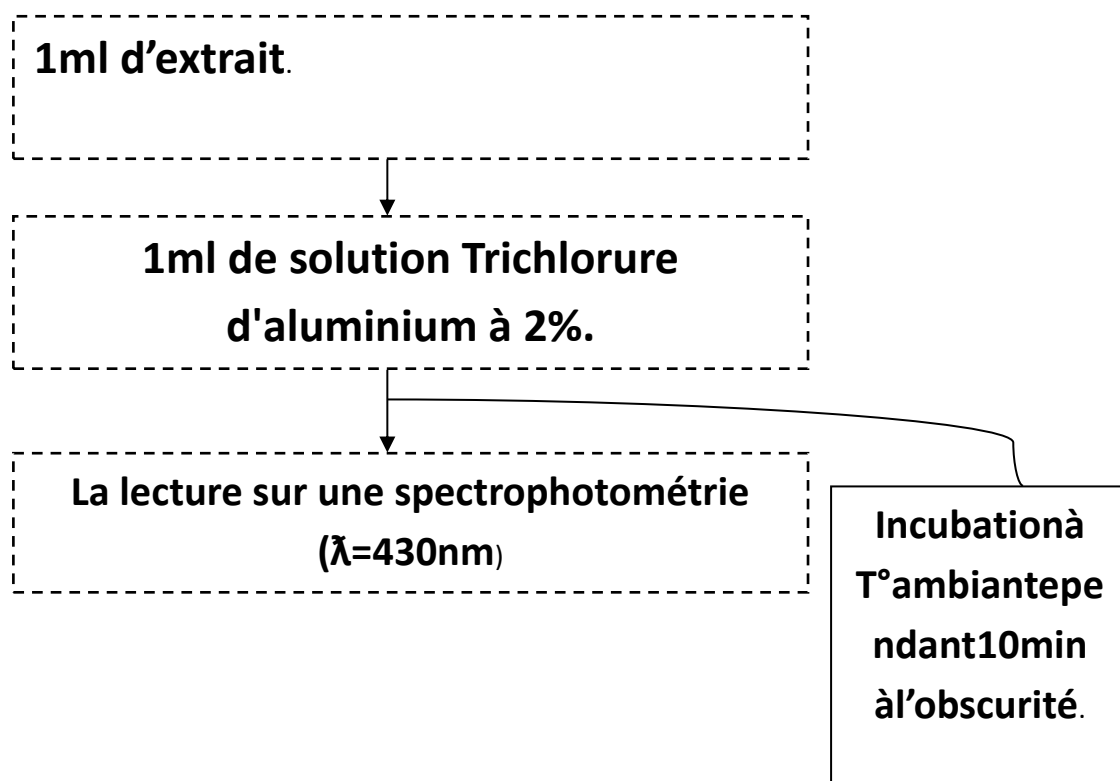 1ml d’extrait.
1ml de solution Trichlorure
d'aluminium à 2%.
La lecture sur une spectrophotométrie
(ƛ=430nm)
Incubationà
T°ambiantepe
ndant10min
àl’obscurité.